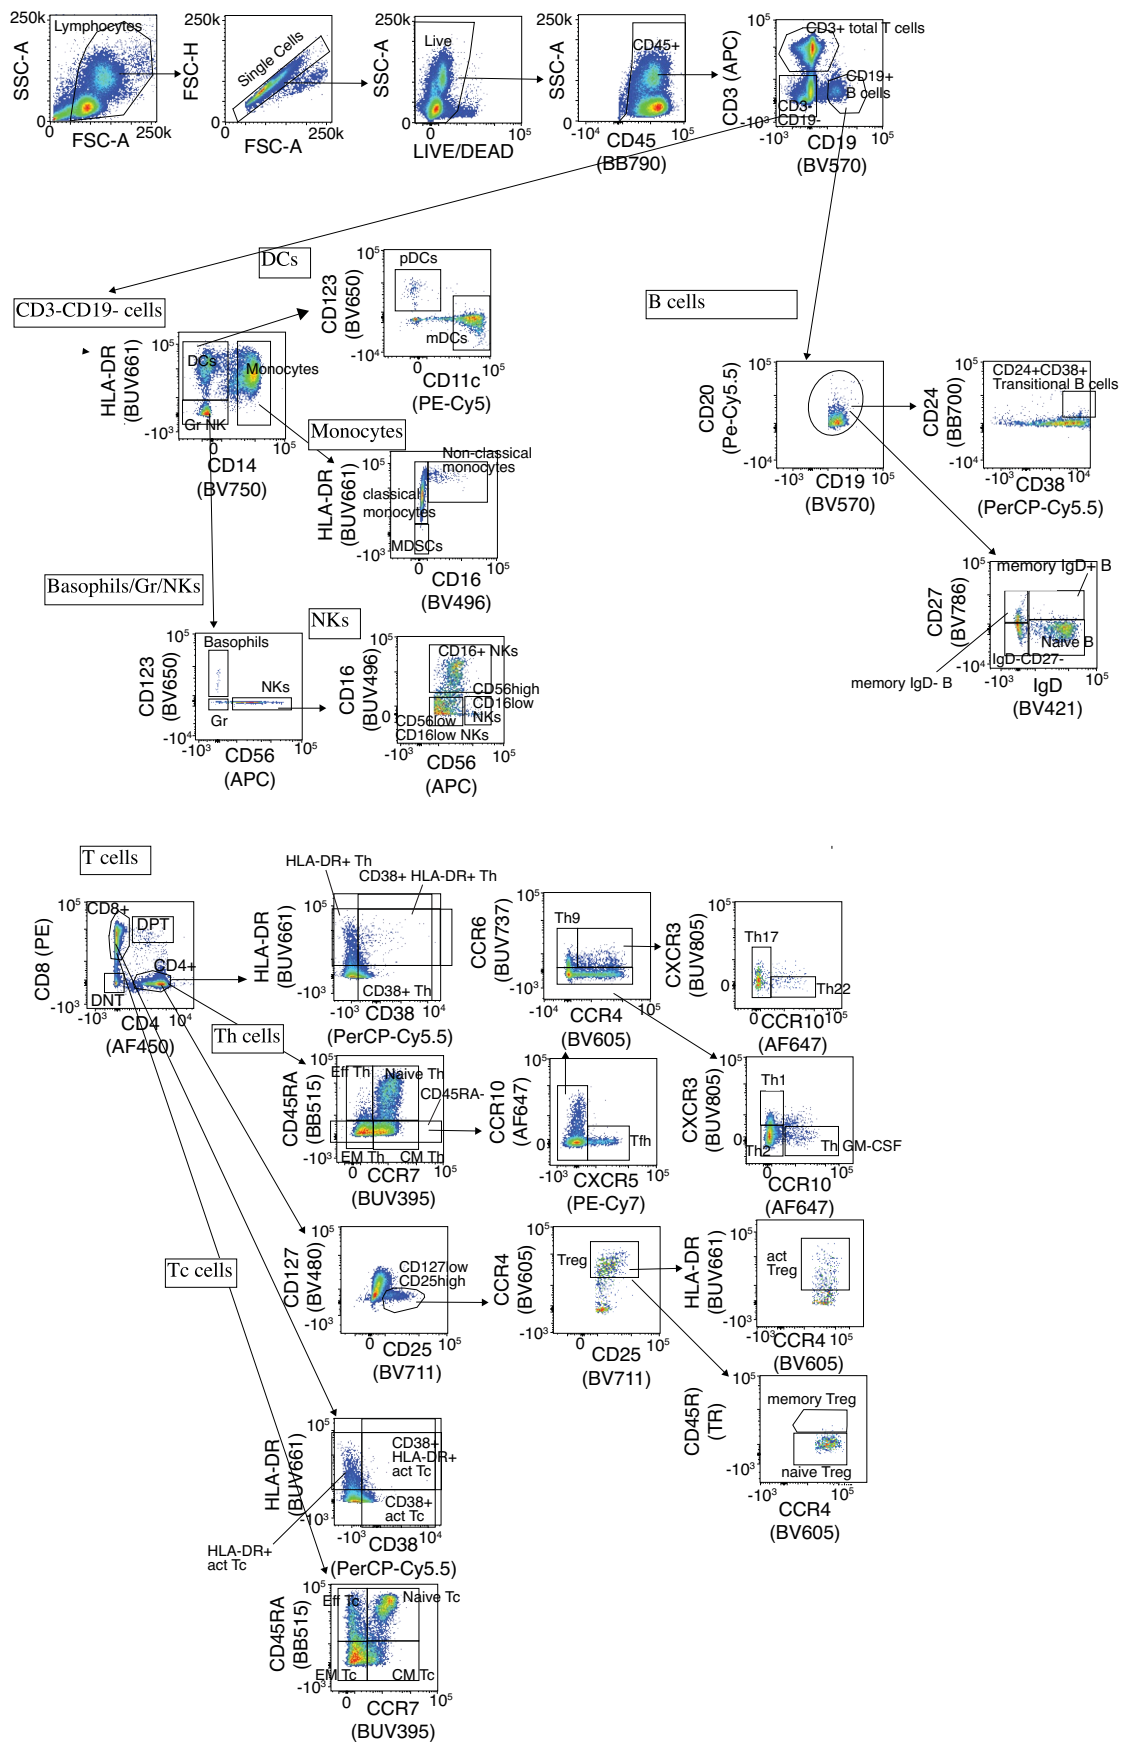 250k
SSC-A
0
Lymphocytes
250k
FSC-A
250k
FSC-H
0
Single Cells
0
250k
FSC-A
250k
SSC-A
0
Live
0
10⁵
LIVE/DEAD
250k
SSC-A
0
CD45+
-10⁴
10⁵
CD45
(BB790)
10⁵
CD3 (APC)
-10³
CD3+ total T cells
CD19+
B cells
CD3-
CD19-
-10³
10⁵
CD19
(BV570)
CD3-CD19- cells
HLA-DR
(BUV661)
10⁵
-10³
DCs
Monocytes
Gr NK
0
10⁵
CD14
(BV750)
DCs
CD123
(BV650)
10⁵
-10⁴
pDCs
mDCs
0
10⁵
CD11c
(PE-Cy5)
Monocytes
HLA-DR
(BUV661)
10⁵
-10³
Non-classical
monocytes
classical
monocytes
MDSCs
0
10⁵
CD16
(BV496)
Basophils/Gr/NKs
CD123
(BV650)
10⁵
-10⁴
Basophils
NKs
Gr
-10³
10⁵
CD56
(APC)
NKs
CD16
(BUV496)
10⁵
0
CD16+ NKs
CD56high
CD16low
NKs
CD56low
CD16low NKs
-10³
10⁵
CD56
(APC)
B cells
CD20
(Pe-Cy5.5)
10⁵
-10⁴
-10³
10⁵
CD19
(BV570)
CD24
(BB700)
10⁵
-10⁴
CD24+CD38+
Transitional B cells
-10³
10⁴
CD38
(PerCP-Cy5.5)
CD27
(BV786)
10⁵
-10⁴
memory IgD+ B
Naive B
IgD-CD27-
memory IgD- B
-10³
10⁵
IgD
(BV421)
T cells
CD8 (PE)
10⁵
-10³
CD8+
DPT
CD4+
DNT
-10³
10⁴
CD4
(AF450)
HLA-DR+ Th
CD38+ HLA-DR+ Th
HLA-DR
(BUV661)
10⁵
-10³
CD38+ Th
-10³
10⁴
CD38
(PerCP-Cy5.5)
CCR6
(BUV737)
10⁵
-10³
Th9
-10⁴
10⁵
CCR4
(BV605)
CXCR3
(BUV805)
10⁵
0
Th17
Th22
0
10⁵
CCR10
(AF647)
Th cells
CD45RA
(BB515)
10⁵
-10³
Eff Th
Naive Th
CD45RA-
EM Th
CM Th
0
10⁵
CCR7
(BUV395)
CCR10
(AF647)
10⁵
0
Tfh
-10³
10⁵
CXCR5
(PE-Cy7)
CXCR3
(BUV805)
10⁵
0
Th1
Th2
Th GM-CSF
0
10⁵
CCR10
(AF647)
CD127
(BV480)
10⁵
-10³
CD127low
CD25high
0
10⁵
CD25
(BV711)
CCR4
(BV605)
10⁵
-10³
Treg
0
10⁵
CD25
(BV711)
HLA-DR
(BUV661)
10⁵
-10³
act
Treg
-10³
10⁵
CCR4
(BV605)
CD45R)
(TR)
10⁵
-10³
memory Treg
naive Treg
-10³
10⁵
CCR4
(BV605)
Tc cells
HLA-DR
(BUV661)
10⁵
-10³
CD38+
HLA-DR+
act Tc
CD38+
act Tc
HLA-DR+
act Tc
-10³
10⁴
CD38
(PerCP-Cy5.5)
CD45RA
(BB515)
10⁵
-10³
Eff Tc
Naive Tc
EM Tc
CM Tc
0
10⁵
CCR7
(BUV395)